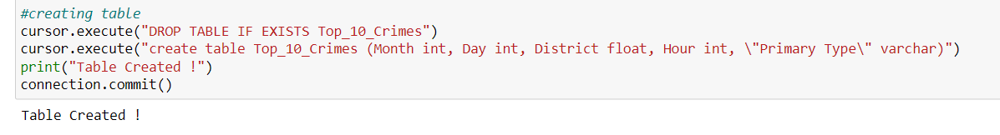 #creating table
cursor.execute("DROP TABLE IF EXISTS Top_10_Crimes")
cursor.execute("create table Top_10_Crimes (Month int, Day int, District float, Hour int, \"Primary Type\" varchar)")
print("Table Created !")
connection.commit()
Table Created !